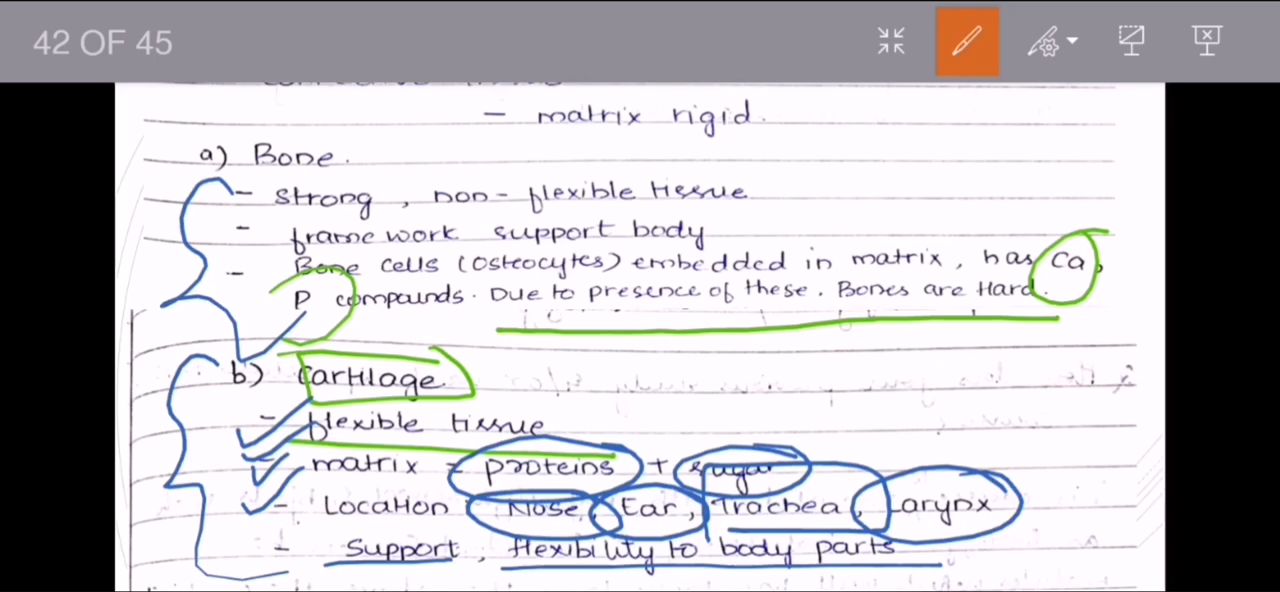 42 OF 45
— matrix rigid.
a) Bone.
- strong, non-flexible tissue
- frame work support body
- Bone cells (osteocytes) embedded in matrix, has Ca,
P compounds. Due to presence of these. Bones are Hard.
b) Cartilage.
- flexible tissue
- matrix = proteins + sugar
- Location Nose, Ear, Trachea, Larynx
- Support, flexibility to body parts